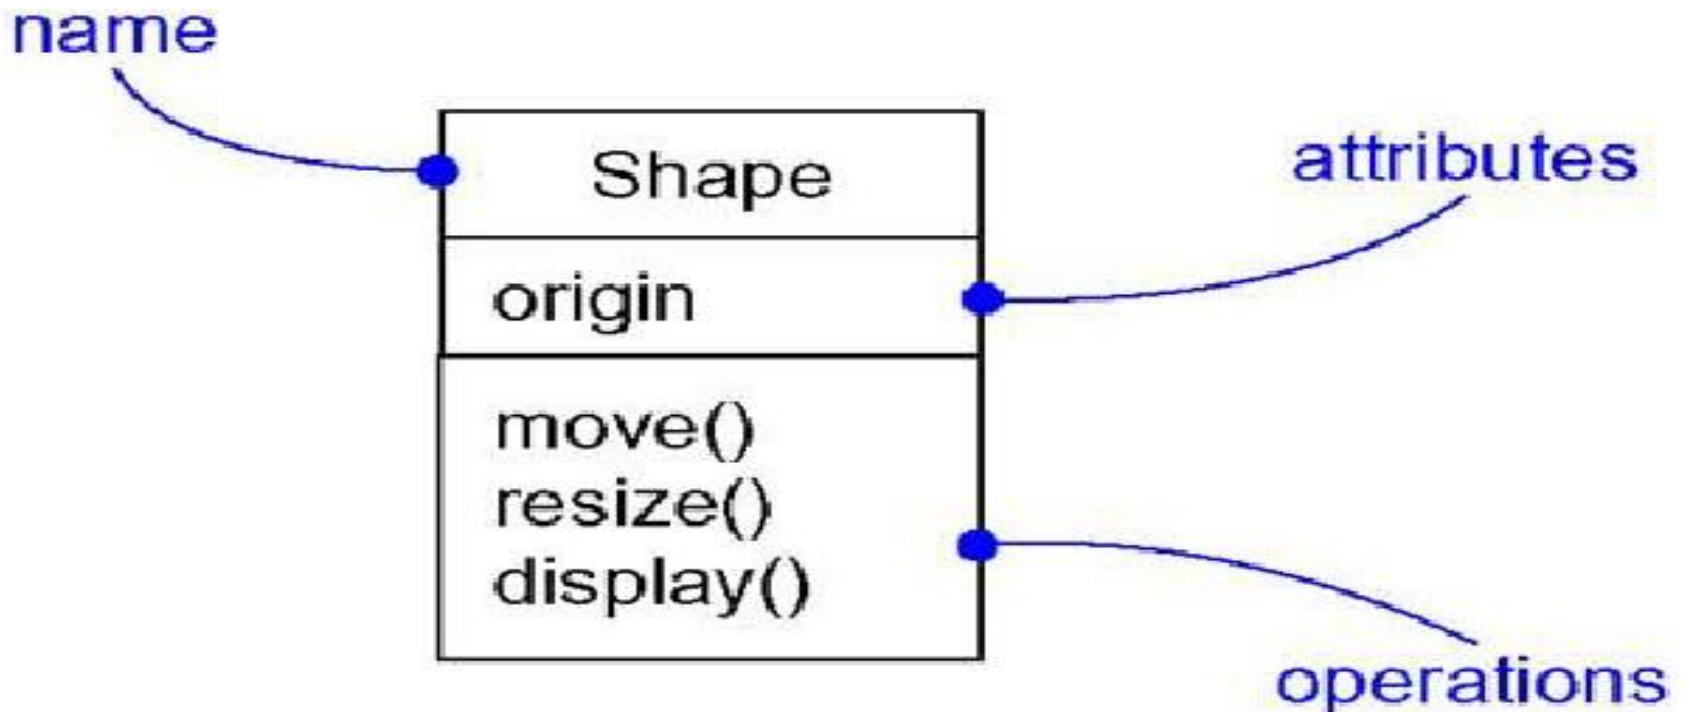 name
Shape
attributes
origin
move()
resize()
display()
operations